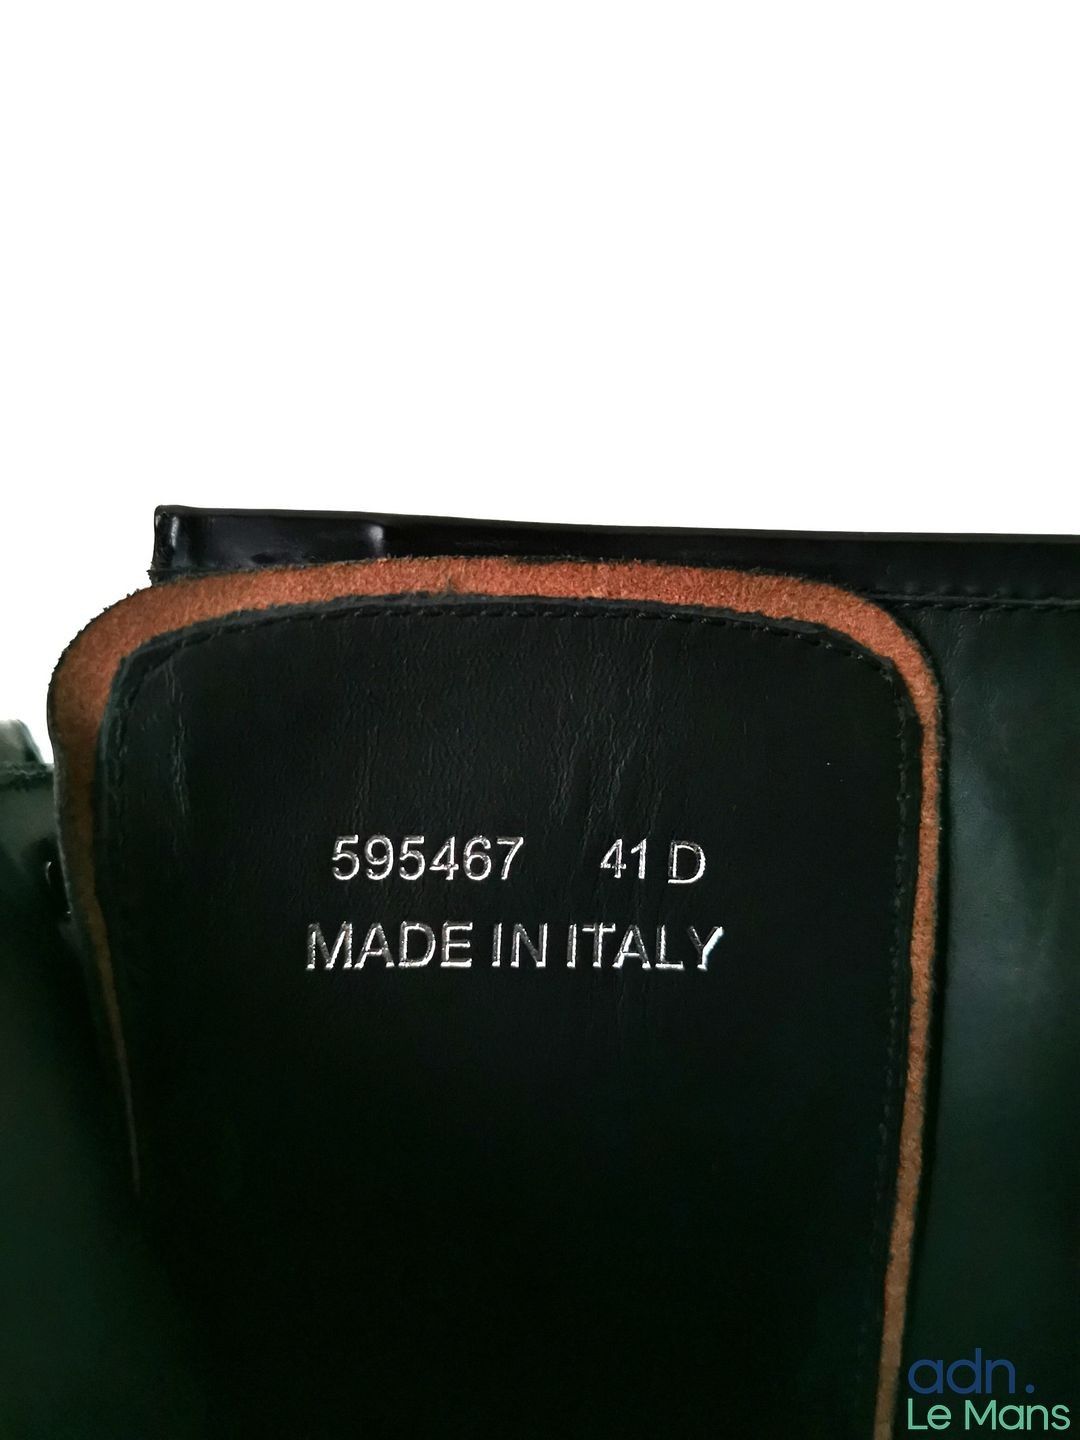 595467 41 D
MADE IN ITALY
adn.
Le Mans